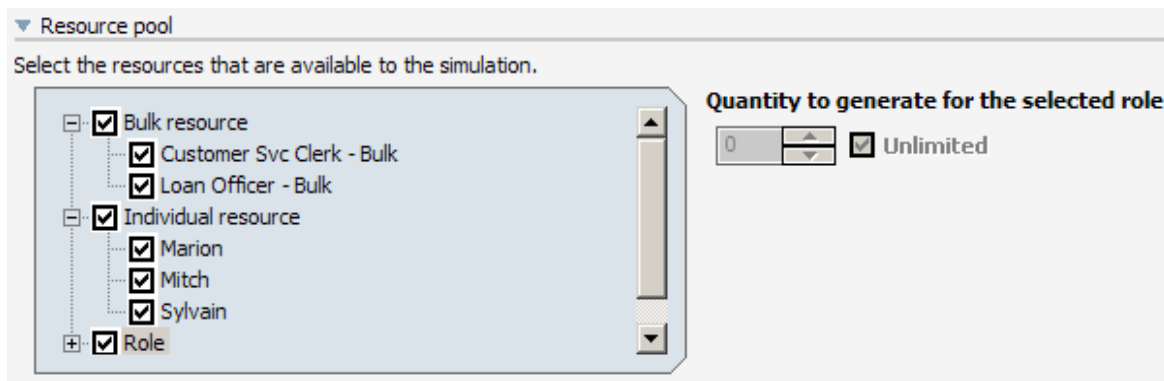 Resource pool
Select the resources that are available to the simulation.
Bulk resource
Customer Svc Clerk - Bulk
Loan Officer - Bulk
Individual resource
Marion
Mitch
Sylvain
Role
Quantity to generate for the selected role
0
Unlimited